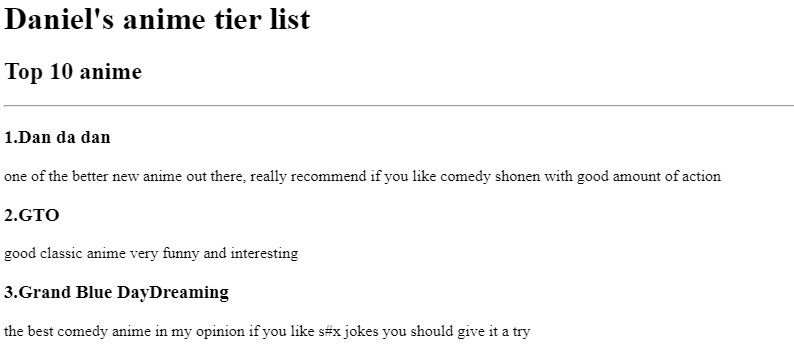 Daniel's anime tier list
Top 10 anime
1.Dan da dan
one of the better new anime out there, really recommend if you like comedy shonen with good amount of action
2.GTO
good classic anime very funny and interesting
3.Grand Blue DayDreaming
the best comedy anime in my opinion if you like s#x jokes you should give it a try